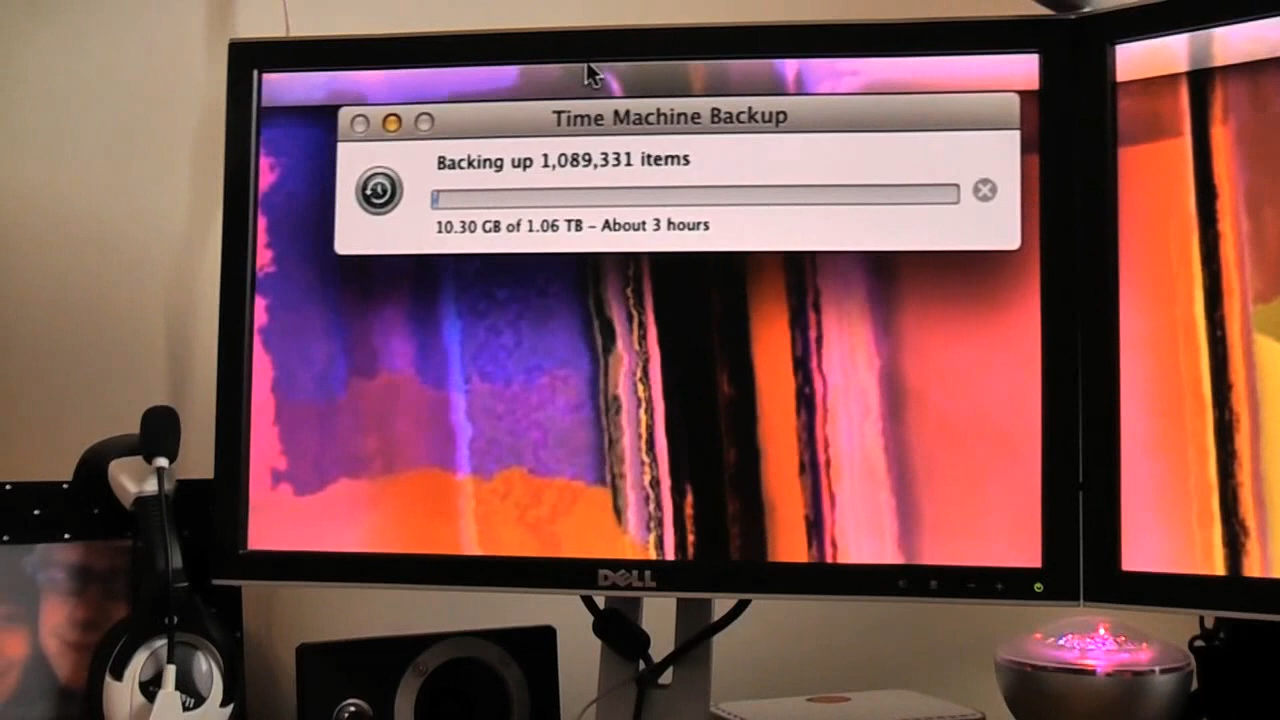 Time Machine Backup
Backing up 1,089,331 items
10.30 GB of 1.06 TB – About 3 hours
DELL